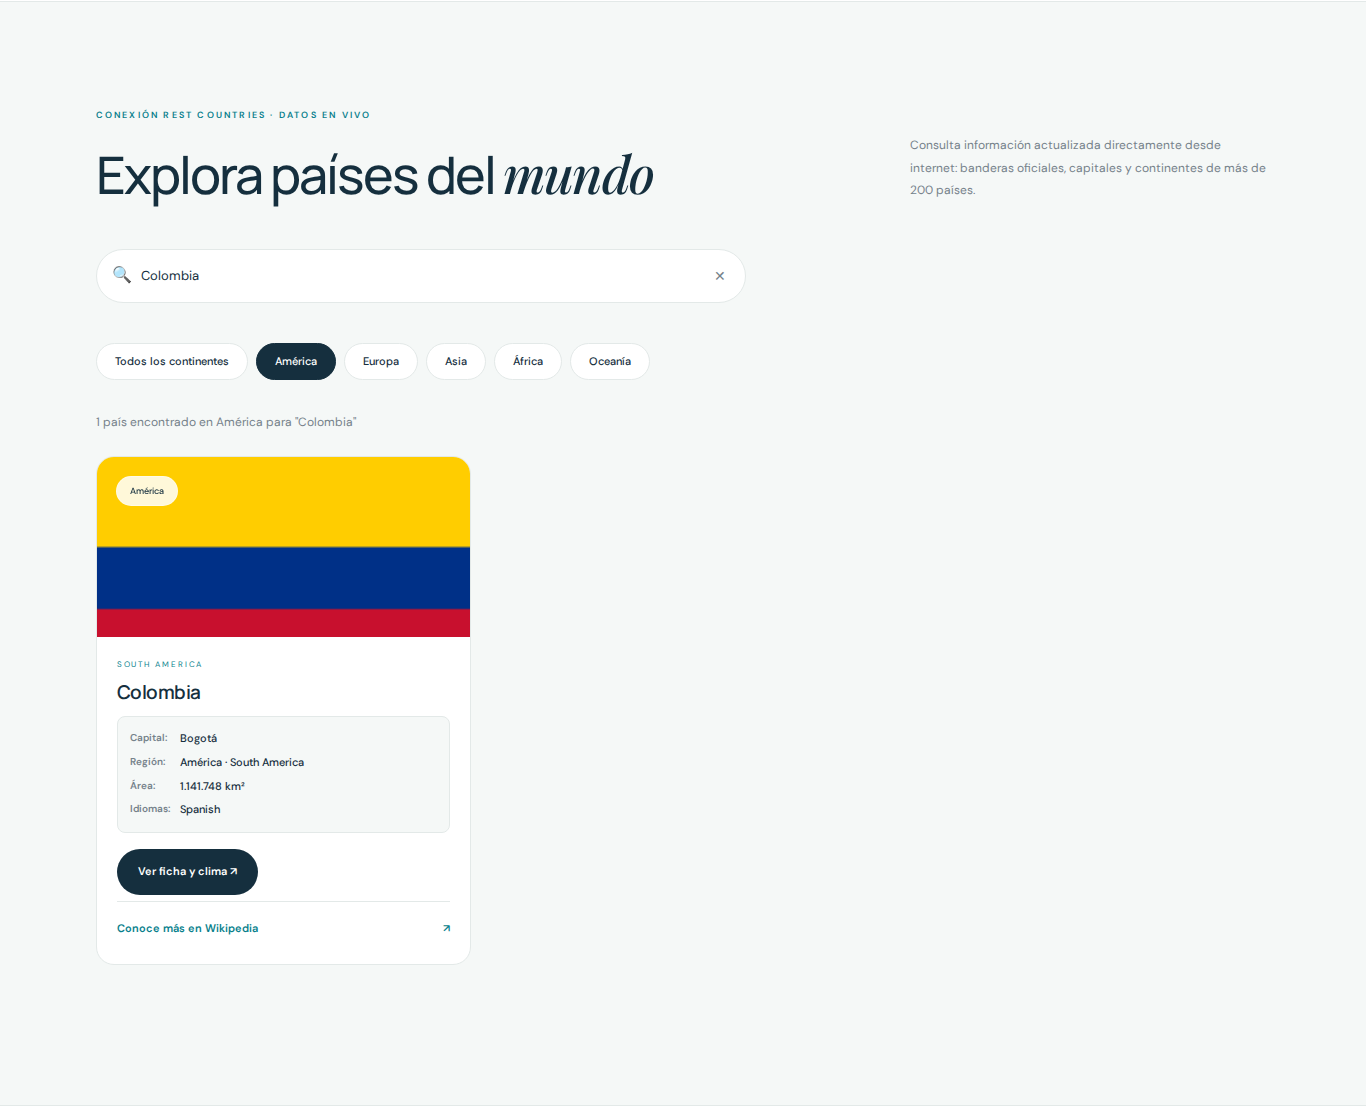 CONEXIÓN REST COUNTRIES · DATOS EN VIVO
Explora países del mundo
Consulta información actualizada directamente desde
internet: banderas oficiales, capitales y continentes de más de
200 países.
Colombia
Todos los continentes América Europa Asia África Oceanía
1 país encontrado en América para "Colombia"
América
SOUTH AMERICA
Colombia
Capital: Bogotá
Región: América · South America
Área: 1.141.748 km²
Idiomas: Spanish
Ver ficha y clima
Conoce más en Wikipedia